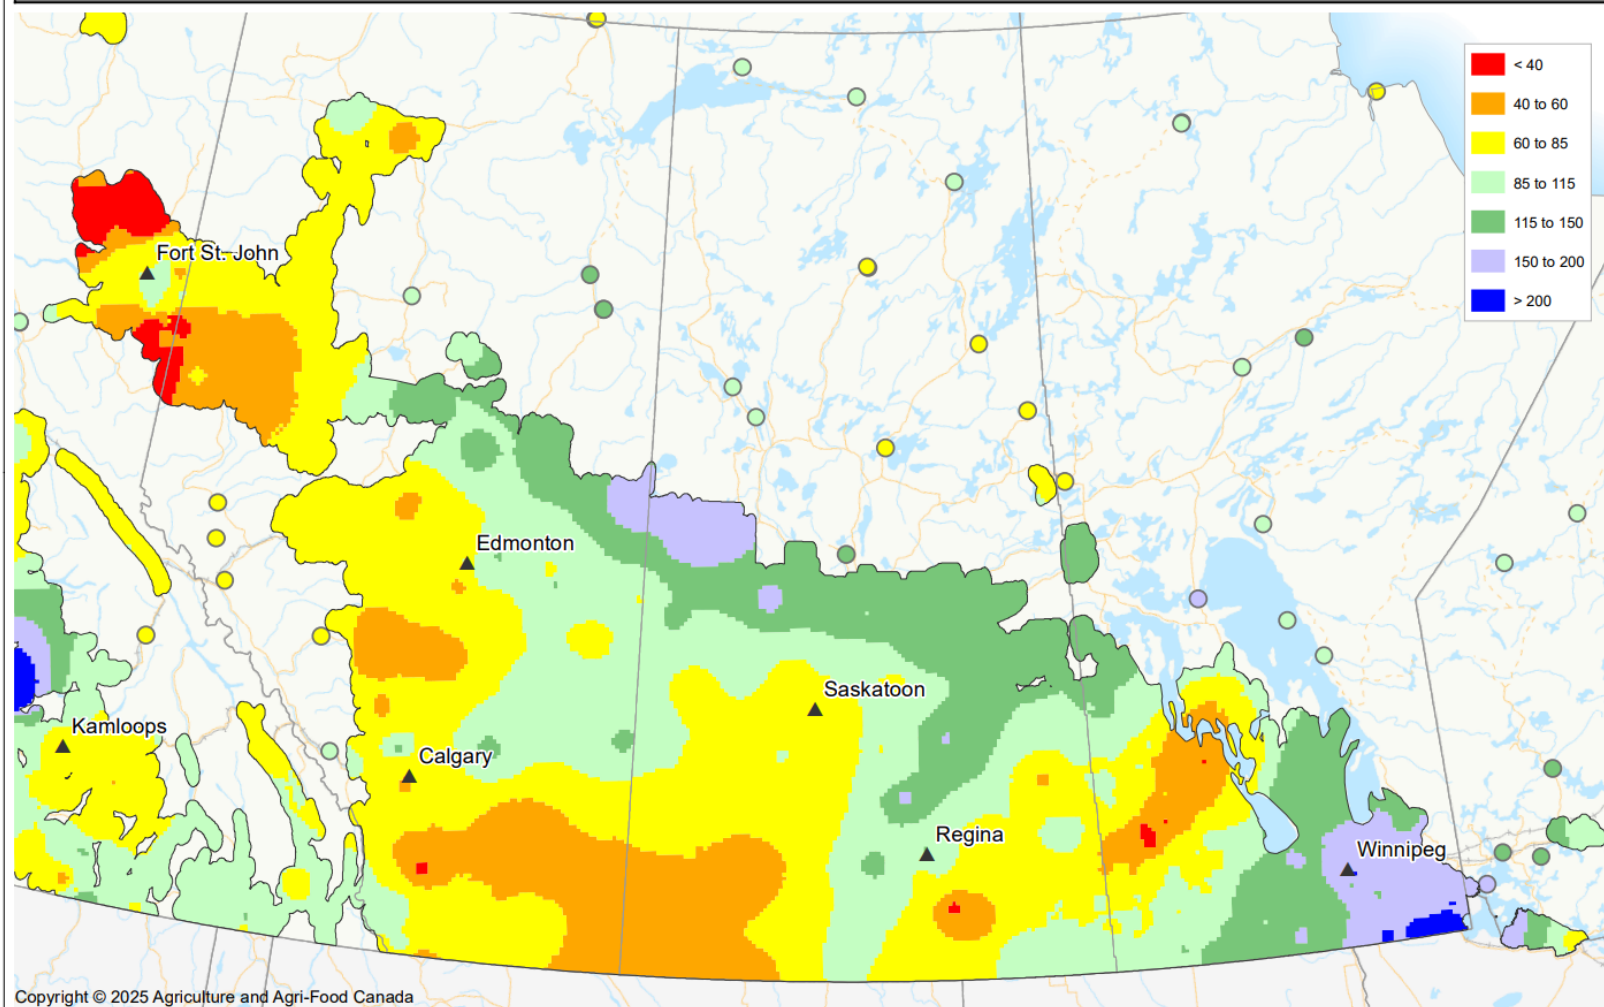 < 40
40 to 60
60 to 85
85 to 115
115 to 150
150 to 200
> 200
Fort St. John
Edmonton
Saskatoon
Kamloops
Calgary
Regina
Winnipeg
Copyright © 2025 Agriculture and Agri-Food Canada